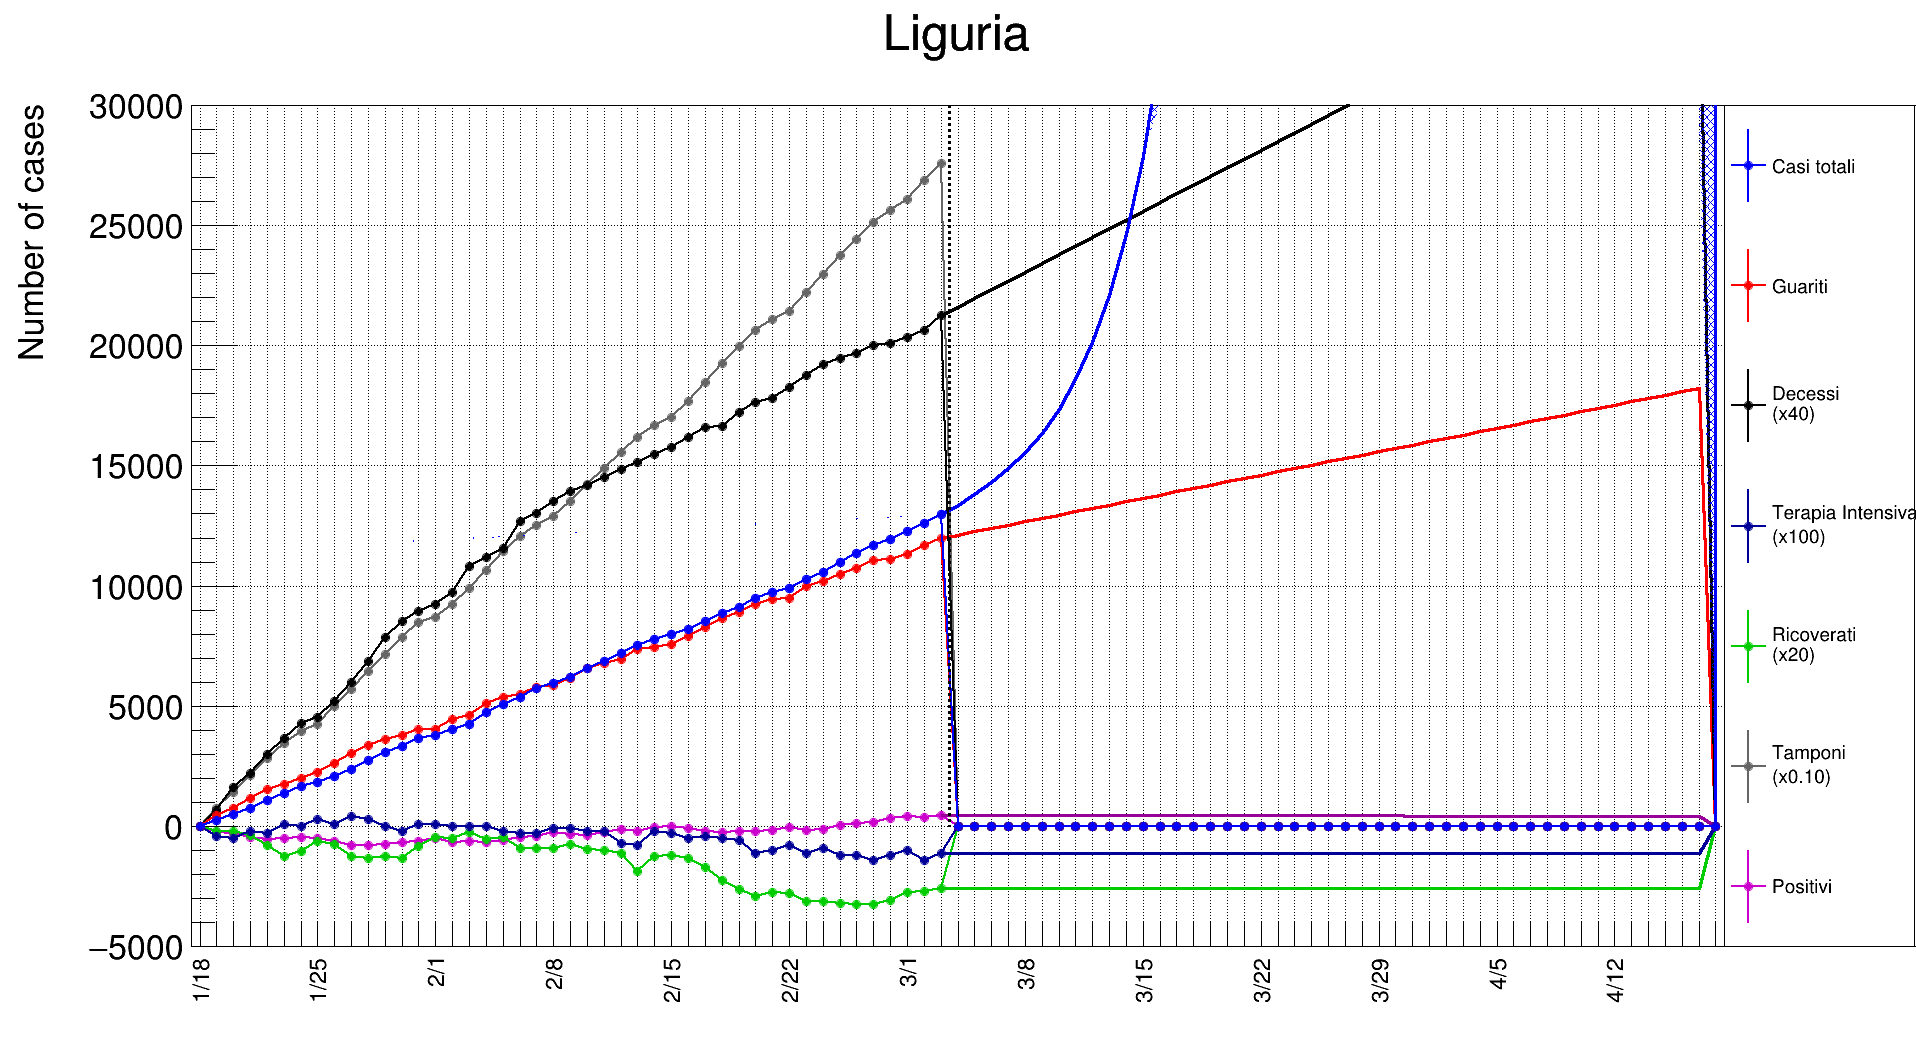 Liguria
Number of cases
30000
25000
20000
15000
10000
5000
0
−5000
1/18
1/25
2/1
2/8
2/15
2/22
3/1
3/8
3/15
3/22
3/29
4/5
4/12
Casi totali
Guariti
Decessi
(x40)
Terapia Intensiva
(x100)
Ricoverati
(x20)
Tamponi
(x0.10)
Positivi